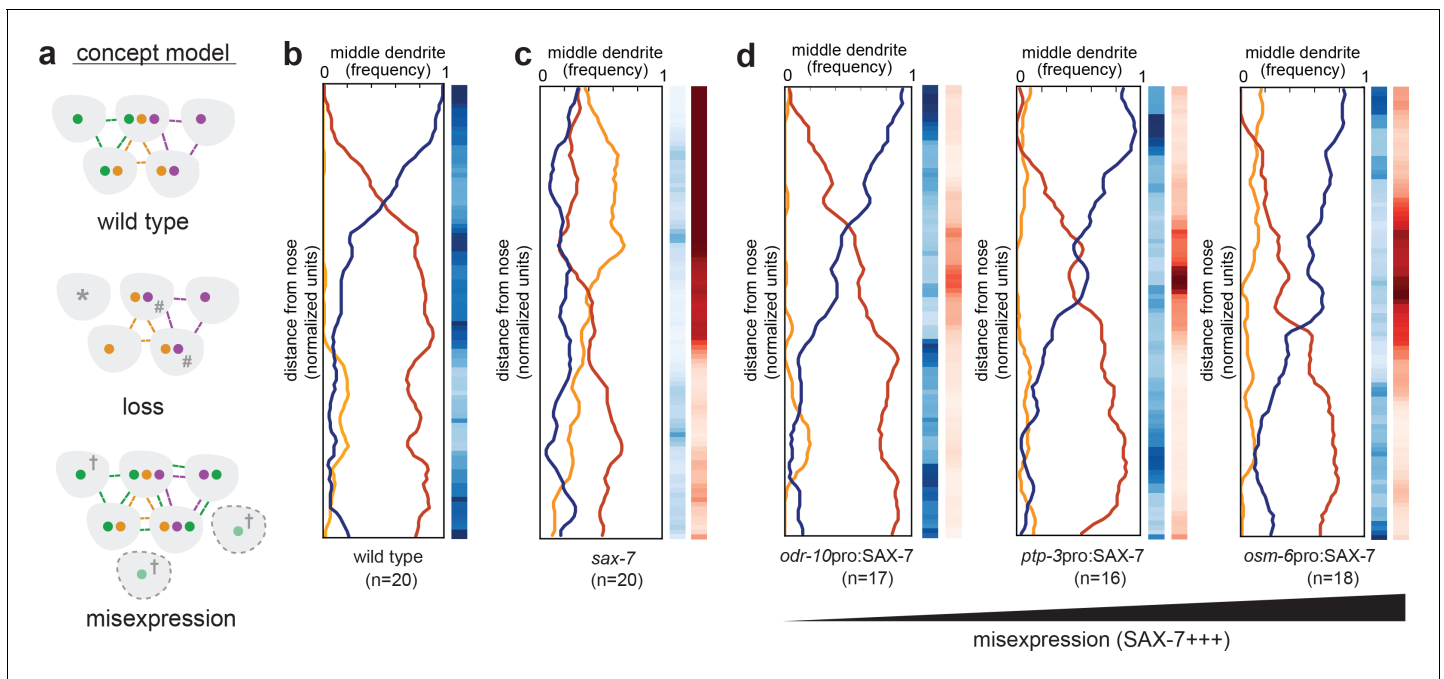 a
concept model
*
#
#
†
†
†
wild type
loss
misexpression
b
middle dendrite
(frequency)
0
1
distance from nose
(normalized units)
wild type
(n=20)
c
middle dendrite
(frequency)
0
1
distance from nose
(normalized units)
sax-7
(n=20)
d
middle dendrite
(frequency)
0
1
distance from nose
(normalized units)
odr-10pro:SAX-7
(n=17)
middle dendrite
(frequency)
0
1
distance from nose
(normalized units)
ptp-3pro:SAX-7
(n=16)
middle dendrite
(frequency)
0
1
distance from nose
(normalized units)
osm-6pro:SAX-7
(n=18)
misexpression (SAX-7+++)